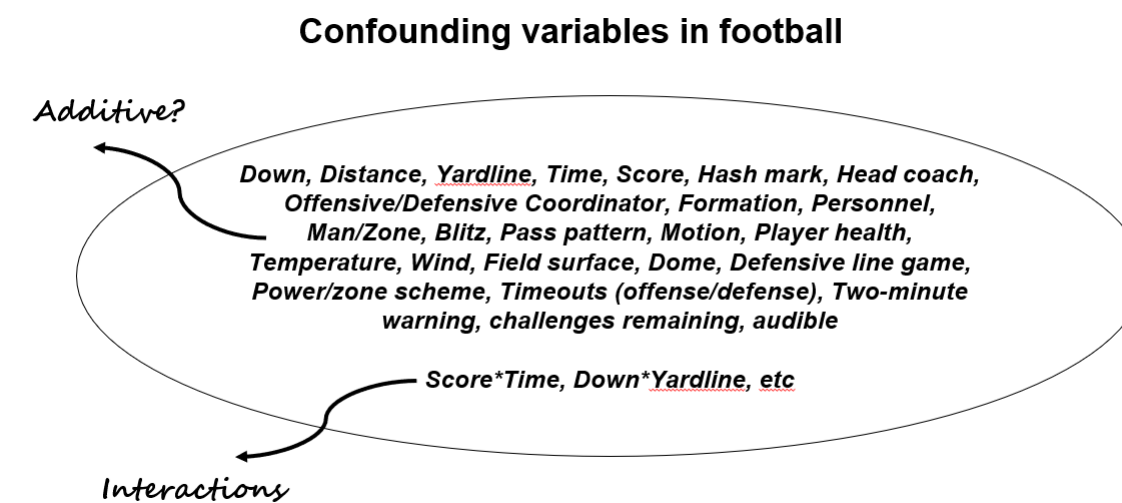 Confounding variables in football
Additive?
Down, Distance, Yardline, Time, Score, Hash mark, Head coach,
Offensive/Defensive Coordinator, Formation, Personnel,
Man/Zone, Blitz, Pass pattern, Motion, Player health,
Temperature, Wind, Field surface, Dome, Defensive line game,
Power/zone scheme, Timeouts (offense/defense), Two-minute
warning, challenges remaining, audible
Score*Time, Down*Yardline, etc
Interactions